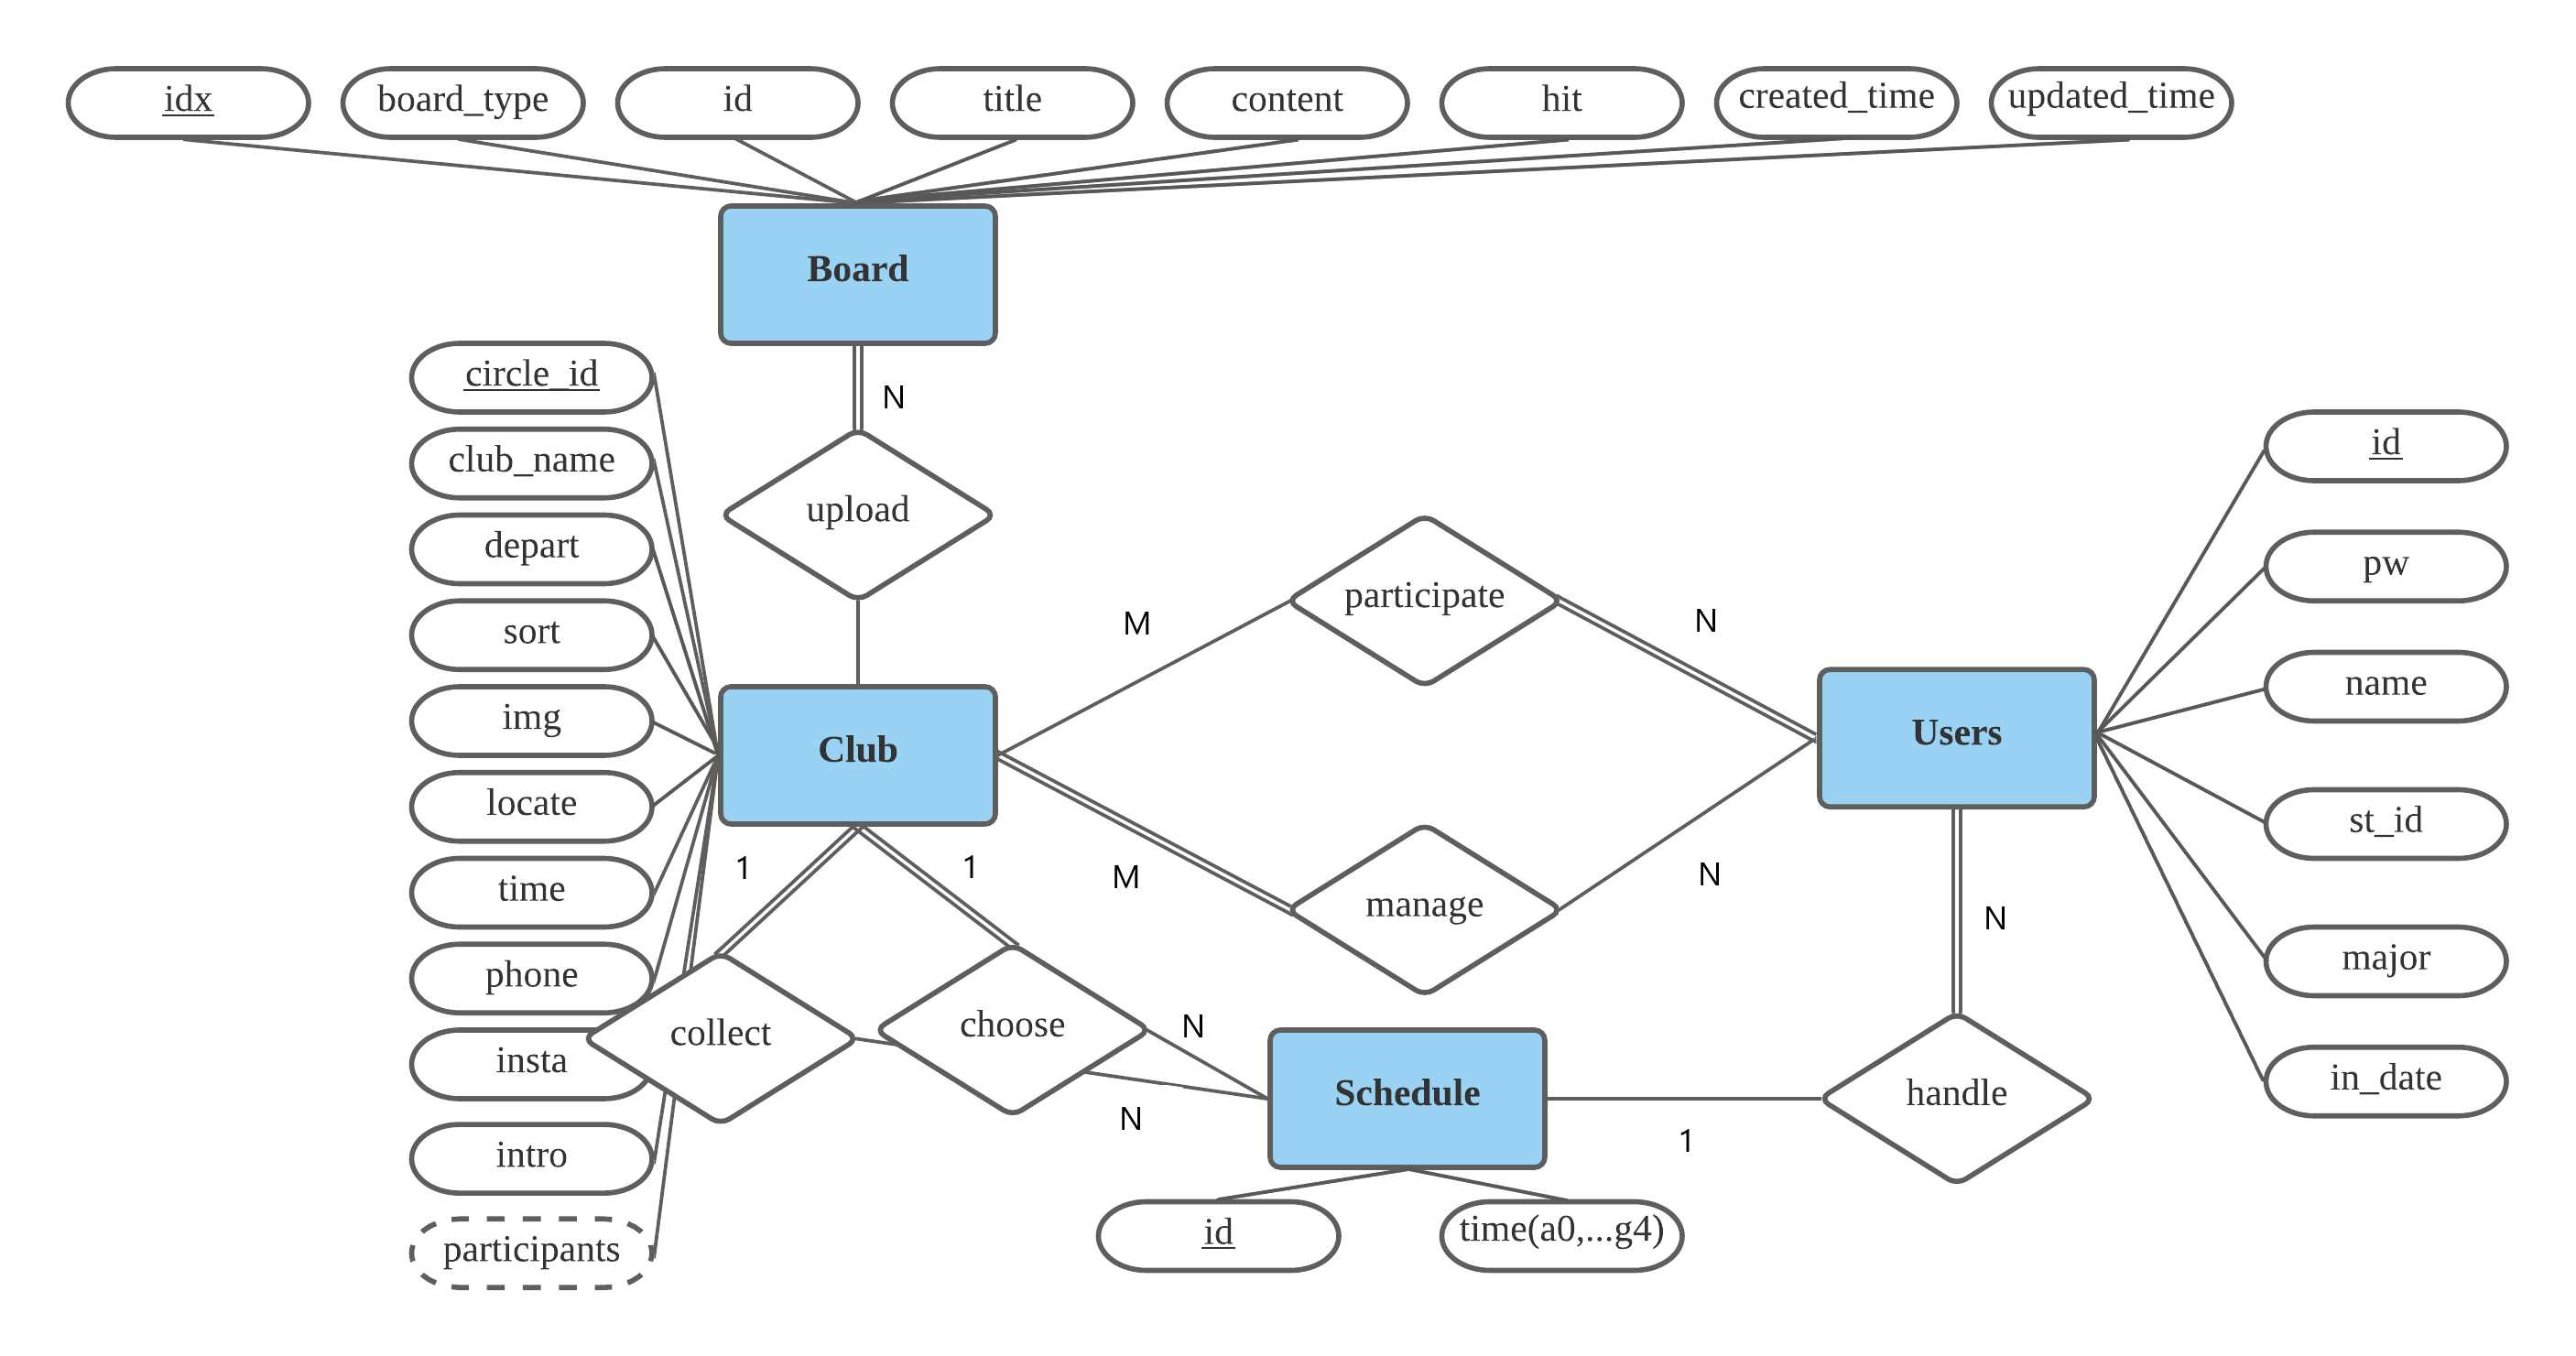 idx
board_type
id
title
content
hit
created_time
updated_time
Board
N
upload
circle_id
club_name
depart
sort
img
locate
time
phone
insta
intro
participants
Club
M
participate
N
Users
id
pw
name
st_id
major
in_date
1
1
M
manage
N
N
collect
choose
N
N
Schedule
1
handle
id
time(a0,...g4)